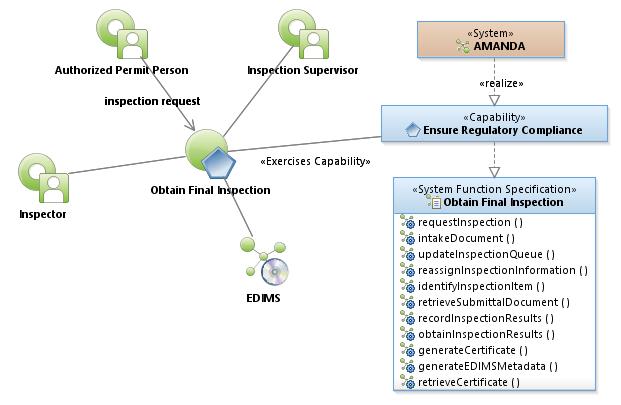 Authorized Permit Person
Inspection Supervisor
inspection request
Inspector
Obtain Final Inspection
«Exercises Capability»
EDIMS
«System»
AMANDA
«realize»
«Capability»
Ensure Regulatory Compliance
«System Function Specification»
Obtain Final Inspection
requestInspection ( )
intakeDocument ( )
updateInspectionQueue ( )
reassignInspectionInformation ( )
identifyInspectionItem ( )
retrieveSubmittalDocument ( )
recordInspectionResults ( )
obtainInspectionResults ( )
generateCertificate ( )
generateEDIMSMetadata ( )
retrieveCertificate ( )